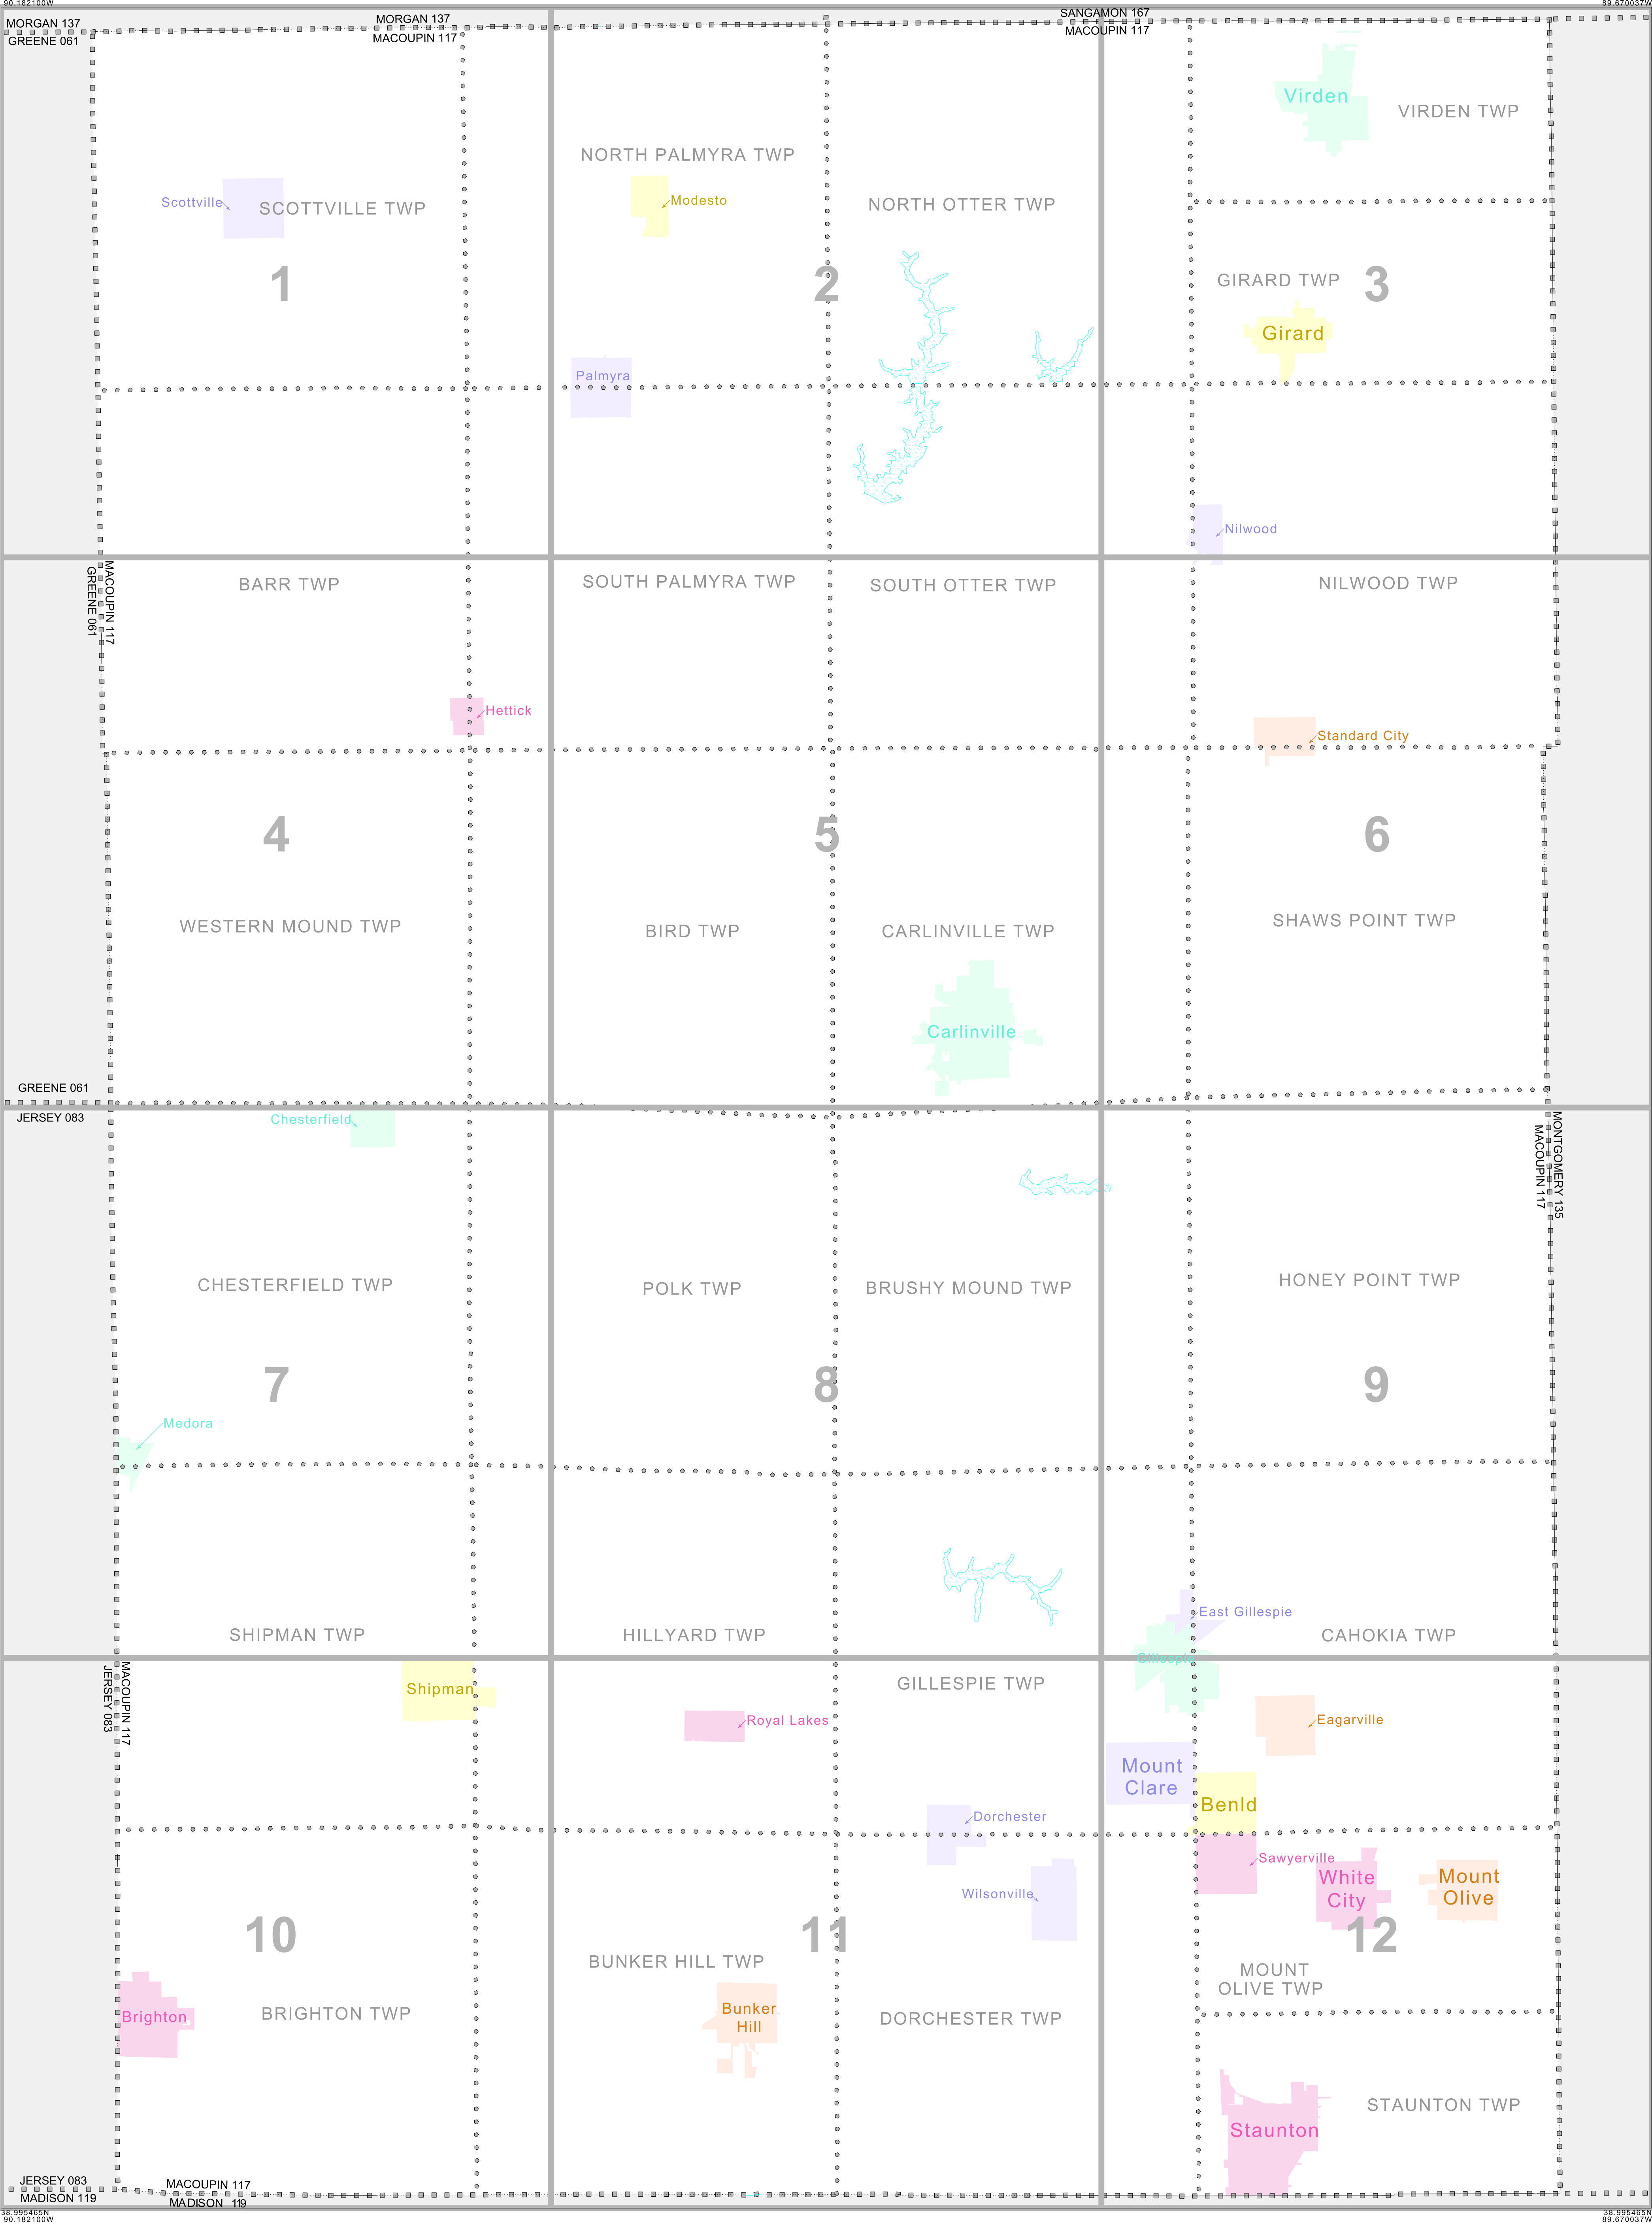 90.182100W
89.670037W
MORGAN 137
GREENE 061
MORGAN 137
MACOUPIN 117
SANGAMON 167
MACOUPIN 117
Virden
VIRDEN TWP
NORTH PALMYRA TWP
Scottville
SCOTTVILLE TWP
Modesto
NORTH OTTER TWP
1
2
GIRARD TWP
3
Girard
Palmyra
Nilwood
MACOUPIN 117
GREENE 061
BARR TWP
SOUTH PALMYRA TWP
SOUTH OTTER TWP
NILWOOD TWP
Hettick
Standard City
4
5
6
WESTERN MOUND TWP
BIRD TWP
CARLINVILLE TWP
SHAWS POINT TWP
Carlinville
GREENE 061
JERSEY 083
Chesterfield
MONTGOMERY 135
MACOUPIN 117
CHESTERFIELD TWP
POLK TWP
BRUSHY MOUND TWP
HONEY POINT TWP
7
8
9
Medora
East Gillespie
SHIPMAN TWP
HILLYARD TWP
CAHOKIA TWP
Gillespie
MACOUPIN 117
JERSEY 083
Shipman
GILLESPIE TWP
Royal Lakes
Eagarville
Mount
Clare
Benld
Dorchester
Sawyerville
White
City
Mount
Olive
Wilsonville
10
11
12
BUNKER HILL TWP
MOUNT
OLIVE TWP
Brighton
BRIGHTON TWP
Bunker
Hill
DORCHESTER TWP
STAUNTON TWP
Staunton
JERSEY 083
MADISON 119
MACOUPIN 117
MADISON 119
38.995465N
90.182100W
38.995465N
89.670037W